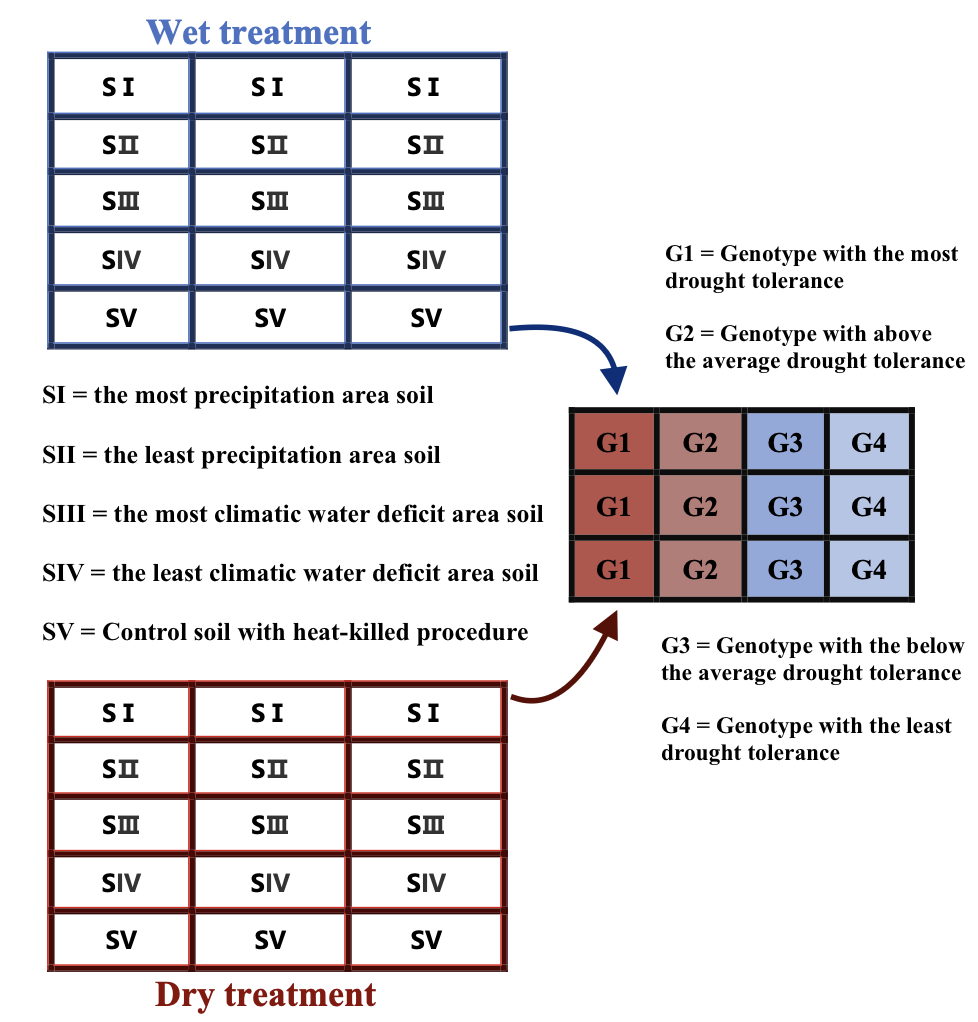 Wet treatment
S I S I S I
SII SII SII
SIII SIII SIII
SIV SIV SIV
SV SV SV
SI = the most precipitation area soil
SII = the least precipitation area soil
SIII = the most climatic water deficit area soil
SIV = the least climatic water deficit area soil
SV = Control soil with heat-killed procedure
S I S I S I
SII SII SII
SIII SIII SIII
SIV SIV SIV
SV SV SV
Dry treatment
G1 = Genotype with the most
drought tolerance
G2 = Genotype with above
the average drought tolerance
G1 G2 G3 G4
G1 G2 G3 G4
G1 G2 G3 G4
G3 = Genotype with the below
the average drought tolerance
G4 = Genotype with the least
drought tolerance